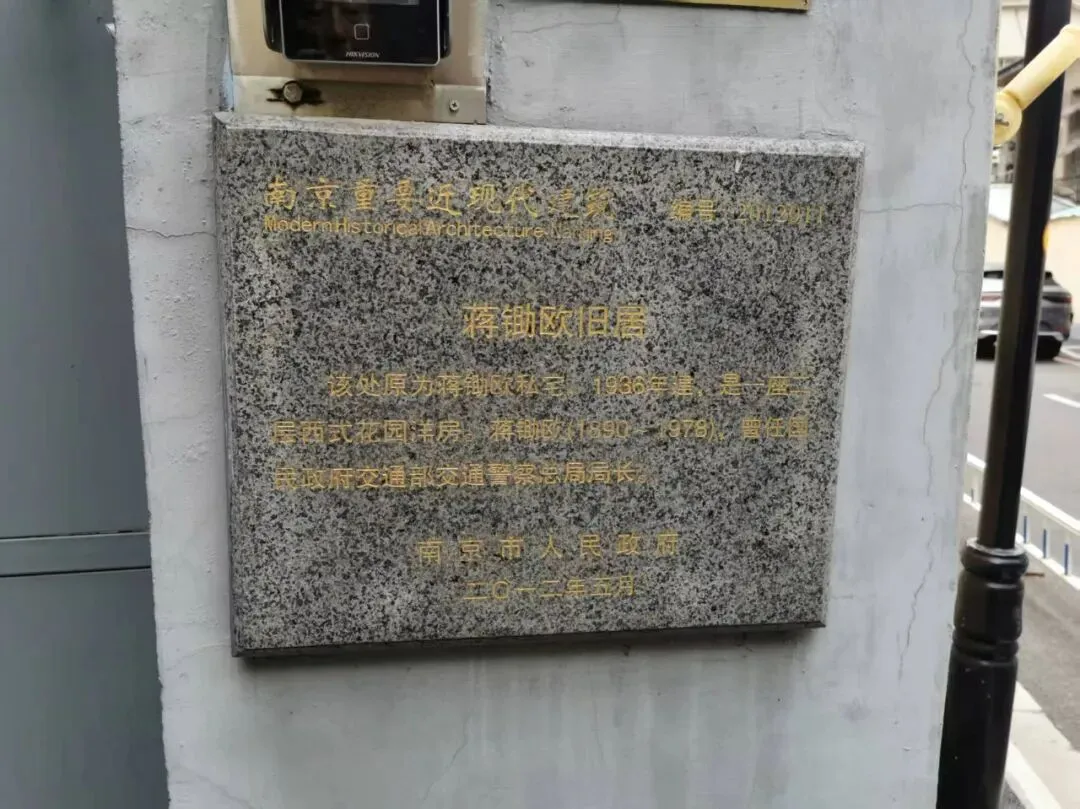 HIKVISION
南京重要近现代建筑 编号 2012011
Modern Historical Architecture, Nanjing
蒋锄欧旧居
该处原为蒋锄欧私宅，1936年建，是一座三
层西式花园洋房。蒋锄欧(1890—1978)，曾任国
民政府交通部交通警察总局局长。
南京市人民政府
二〇一二年五月